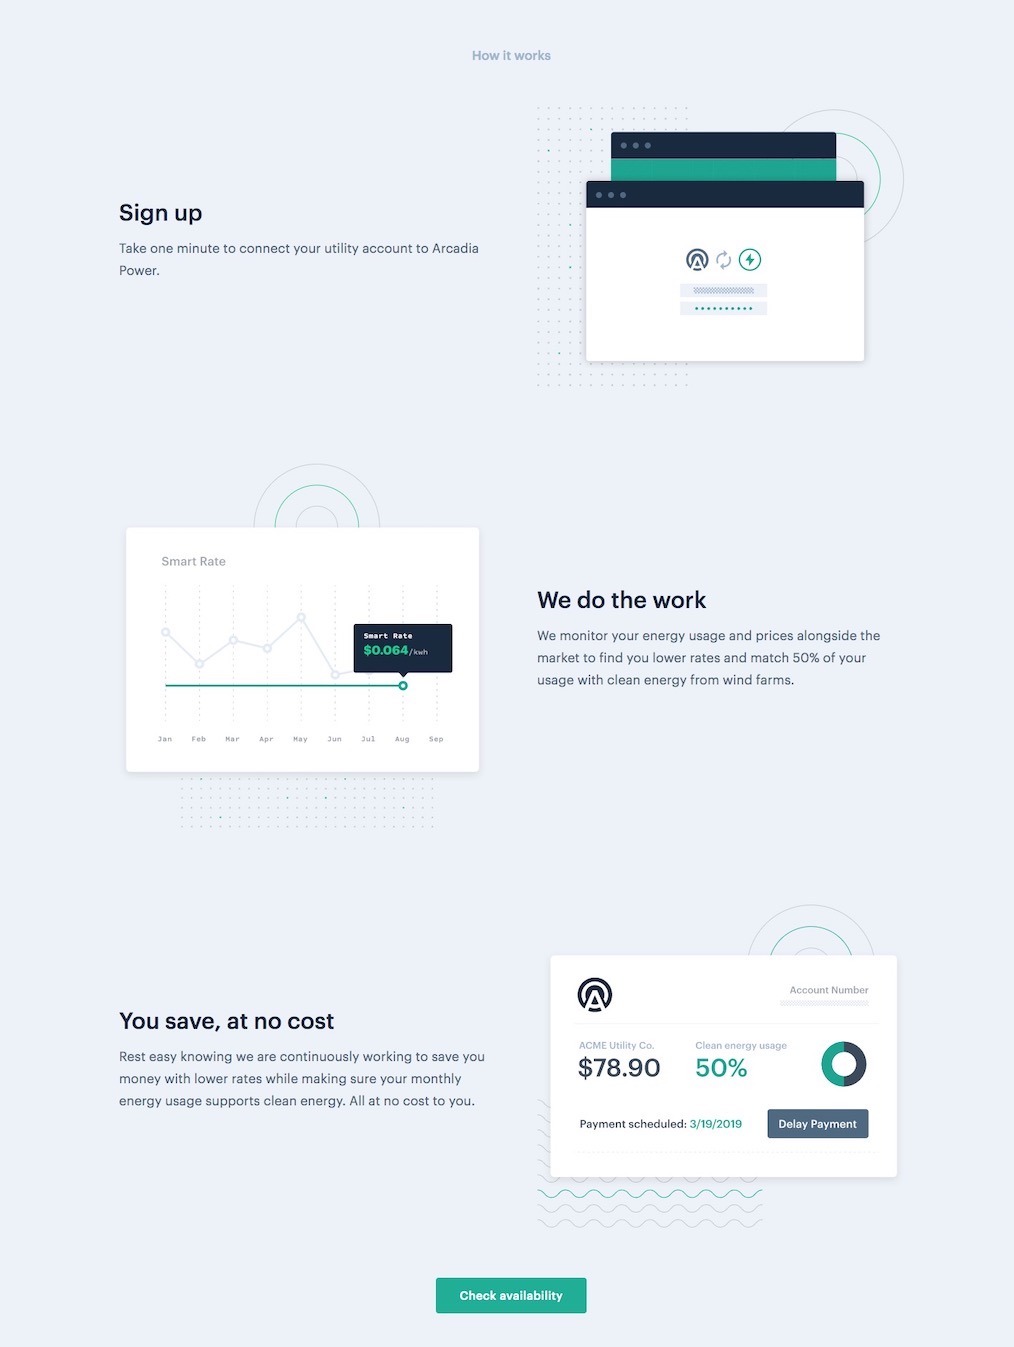 How it works
Sign up
Take one minute to connect your utility account to Arcadia
Power.
Smart Rate
Smart Rate
$0.064/kwh
Jan Feb Mar Apr May Jun Jul Aug Sep
We do the work
We monitor your energy usage and prices alongside the
market to find you lower rates and match 50% of your
usage with clean energy from wind farms.
You save, at no cost
Rest easy knowing we are continuously working to save you
money with lower rates while making sure your monthly
energy usage supports clean energy. All at no cost to you.
Account Number
ACME Utility Co. Clean energy usage
$78.90 50%
Payment scheduled: 3/19/2019 Delay Payment
Check availability